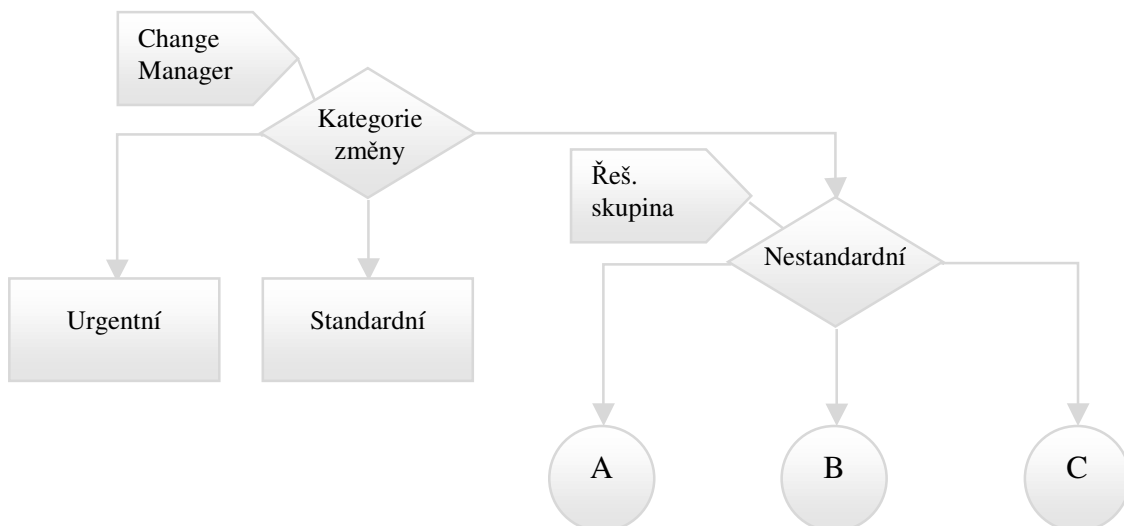 Change
Manager
Kategorie
změny
Řeš.
skupina
Nestandardní
Urgentní
Standardní
A
B
C